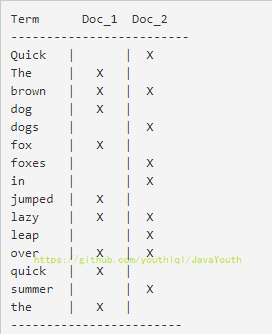 Term      Doc_1  Doc_2
-------------------------
Quick   |       |  X
The     |   X   |
brown   |   X   |  X
dog     |   X   |
dogs    |       |  X
fox     |   X   |
foxes   |       |  X
in      |       |  X
jumped  |   X   |
lazy    |   X   |  X
leap    |       |  X
over    |   X   |  X
https://github.com/youthlql/JavaYouth
quick   |   X   |
summer  |       |  X
the     |   X   |
------------------------